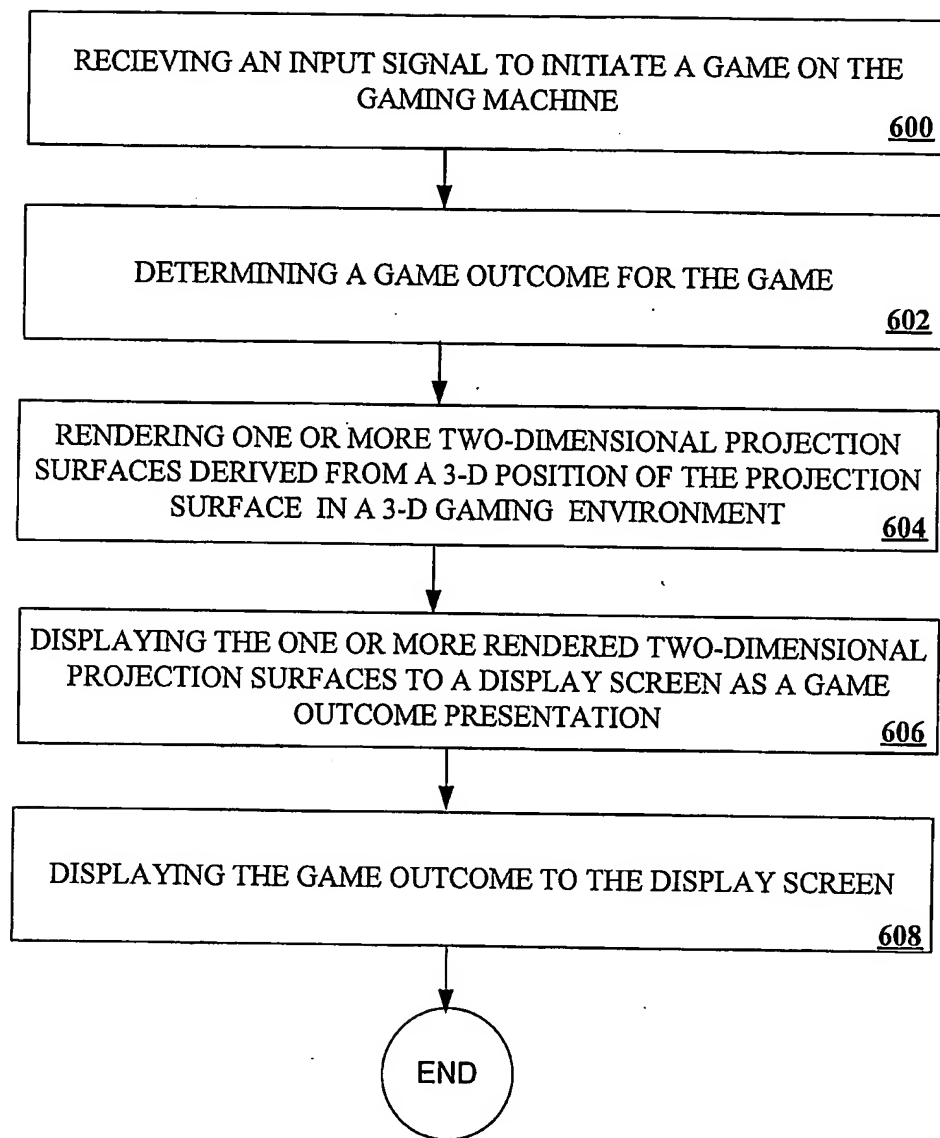 RECIEVING AN INPUT SIGNAL TO INITIATE A GAME ON THE
GAMING MACHINE
600
DETERMINING A GAME OUTCOME FOR THE GAME
602
RENDERING ONE OR MORE TWO-DIMENSIONAL PROJECTION
SURFACES DERIVED FROM A 3-D POSITION OF THE PROJECTION
SURFACE IN A 3-D GAMING ENVIRONMENT
604
DISPLAYING THE ONE OR MORE RENDERED TWO-DIMENSIONAL
PROJECTION SURFACES TO A DISPLAY SCREEN AS A GAME
OUTCOME PRESENTATION
606
DISPLAYING THE GAME OUTCOME TO THE DISPLAY SCREEN
608
END